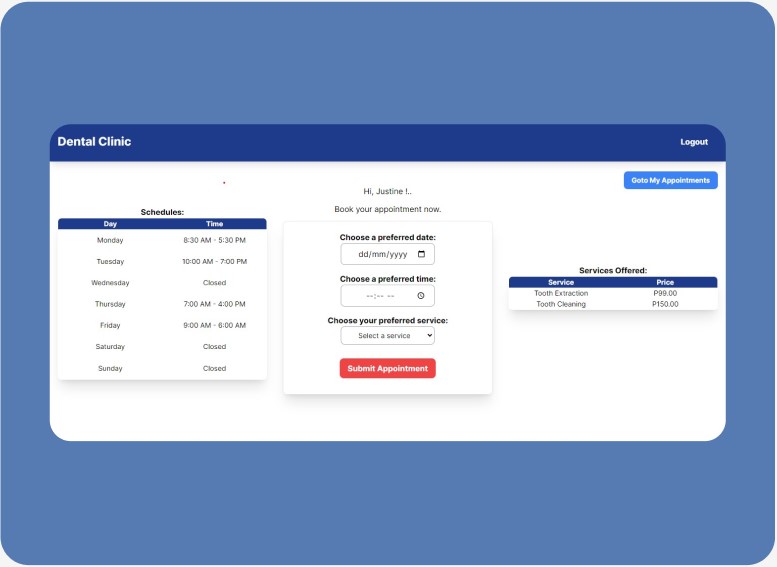 Dental Clinic
Logout
Goto My Appointments
Hi, Justine !..
Book your appointment now.
Schedules:
Day Time
Monday 8:30 AM - 5:30 PM
Tuesday 10:00 AM - 7:00 PM
Wednesday Closed
Thursday 7:00 AM - 4:00 PM
Friday 9:00 AM - 6:00 AM
Saturday Closed
Sunday Closed
Choose a preferred date:
dd/mm/yyyy
Choose a preferred time:
--:-- --
Choose your preferred service:
Select a service
Submit Appointment
Services Offered:
Service Price
Tooth Extraction P99.00
Tooth Cleaning P150.00